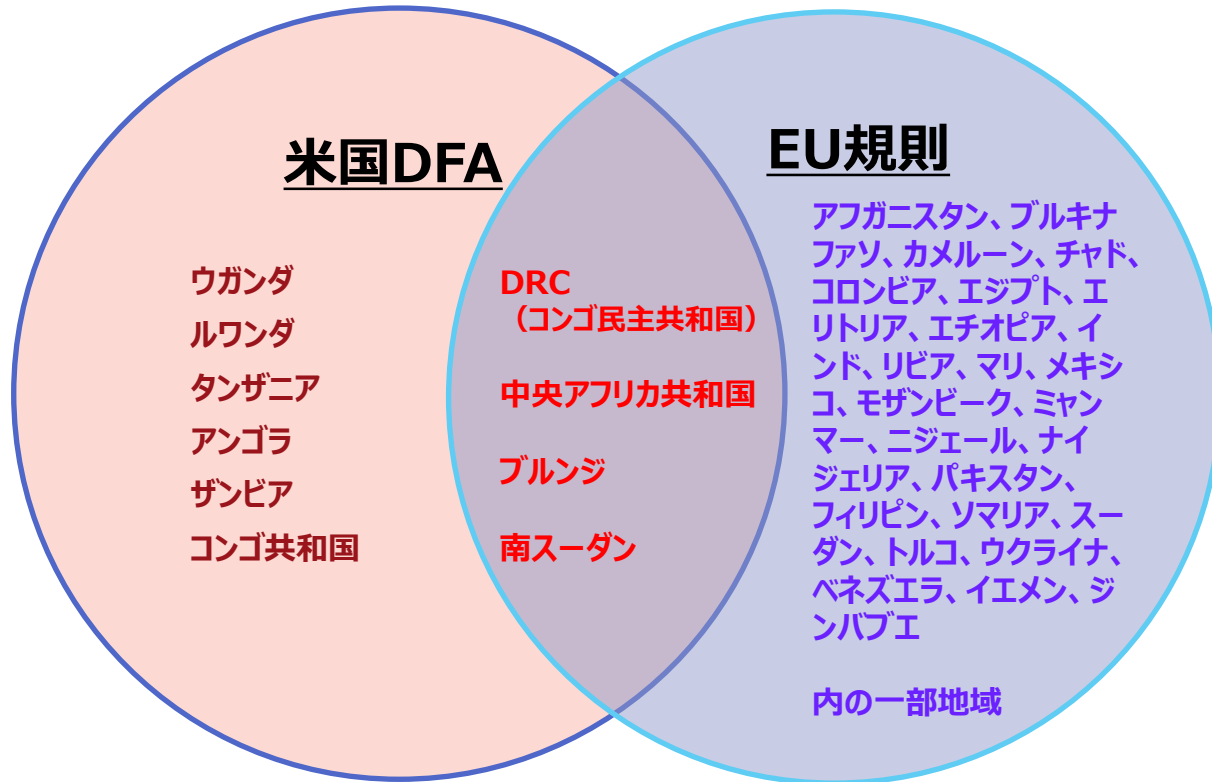 米国DFA
ウガンダ
ルワンダ
タンザニア
アンゴラ
ザンビア
コンゴ共和国
DRC
（コンゴ民主共和国）
中央アフリカ共和国
ブルンジ
南スーダン
EU規則
アフガニスタン、ブルキナ
ファソ、カメルーン、チャド、
コロンビア、エジプト、エ
リトリア、エチオピア、イ
ンド、リビア、マリ、メキシ
コ、モザンビーク、ミャン
マー、ニジェール、ナイ
ジェリア、パキスタン、
フィリピン、ソマリア、スー
ダン、トルコ、ウクライナ、
ベネズエラ、イエメン、ジ
ンバブエ
内の一部地域